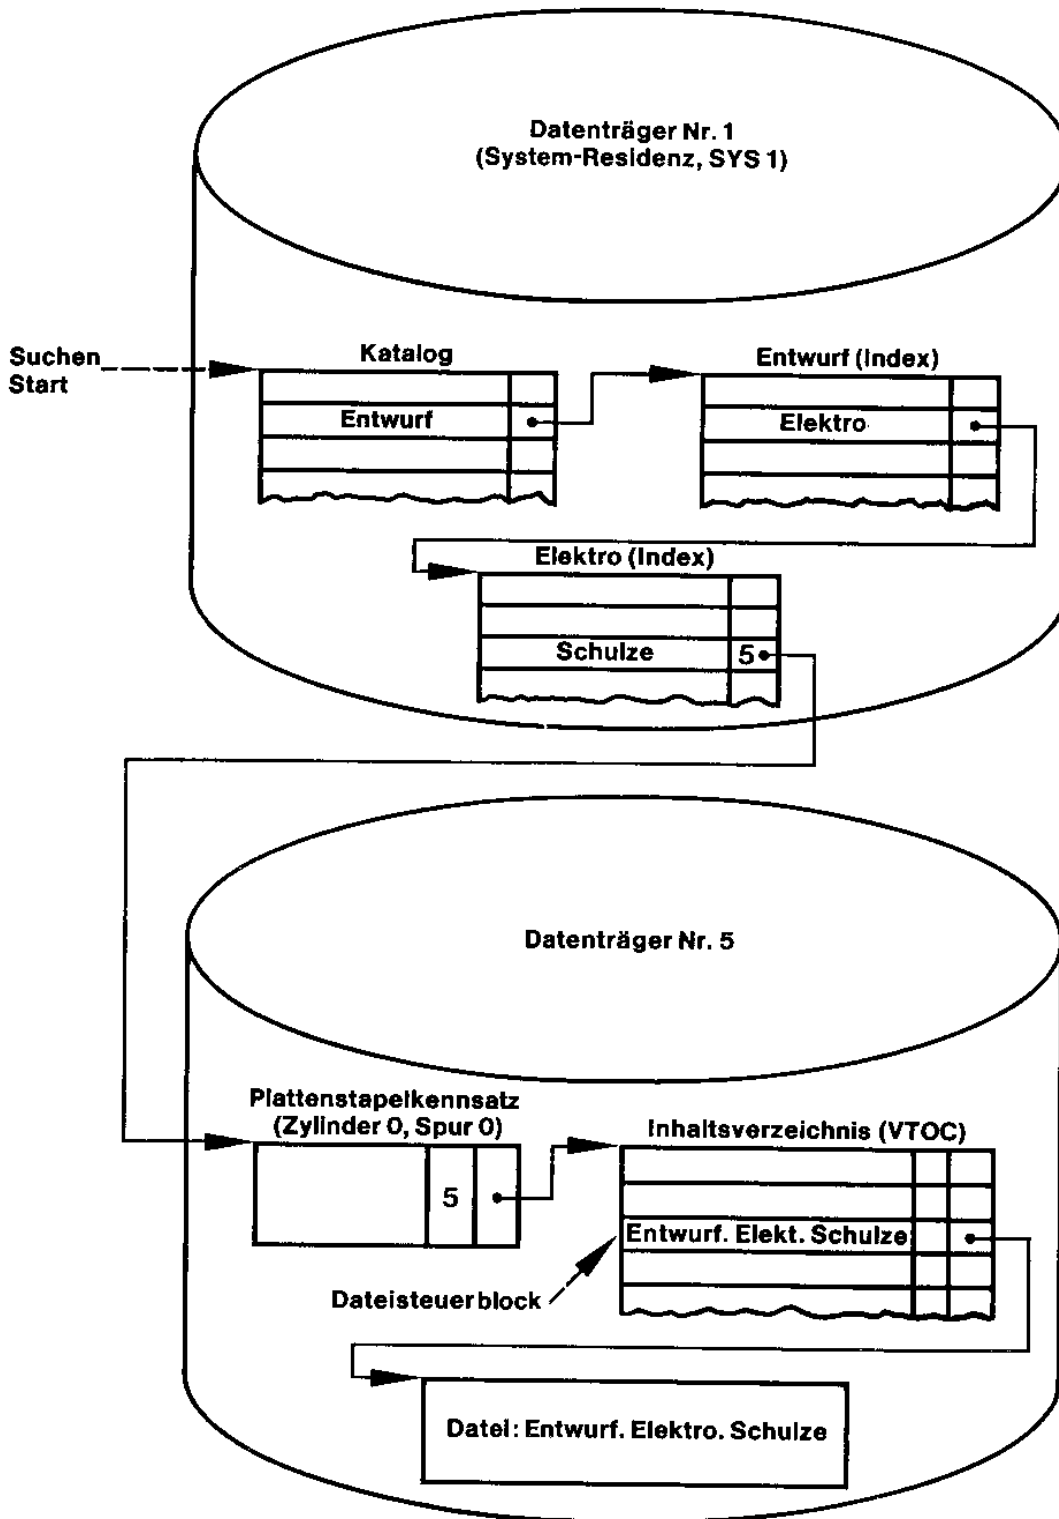 Datenträger Nr. 1
(System-Residenz, SYS 1)
Suchen
Start
Katalog
Entwurf
Entwurf (Index)
Elektro
Elektro (Index)
Schulze
5
Datenträger Nr. 5
Plattenstapelkennsatz
(Zylinder 0, Spur 0)
5
Inhaltsverzeichnis (VTOC)
Entwurf. Elekt. Schulze
Dateisteuerblock
Datei: Entwurf. Elektro. Schulze